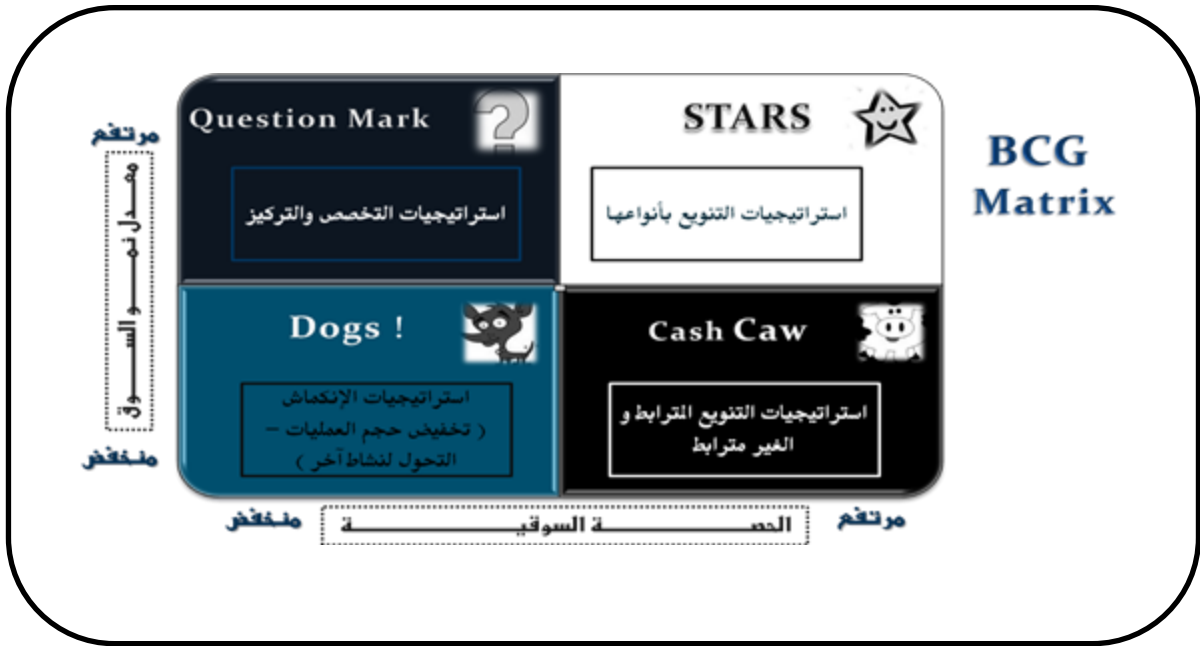 BCG
Matrix
Question Mark
STARS
مرتفع
معدل نمو السوق
منخفض
استراتيجيات التخصص والتركيز
استراتيجيات التنويع بأنواعها
Dogs !
Cash Caw
استراتيجيات الإنكماش
( تخفيض حجم العمليات –
التحول لنشاط آخر )
استراتيجيات التنويع المترابط و
الغير مترابط
منخفض
الحصة السوقية
مرتفع